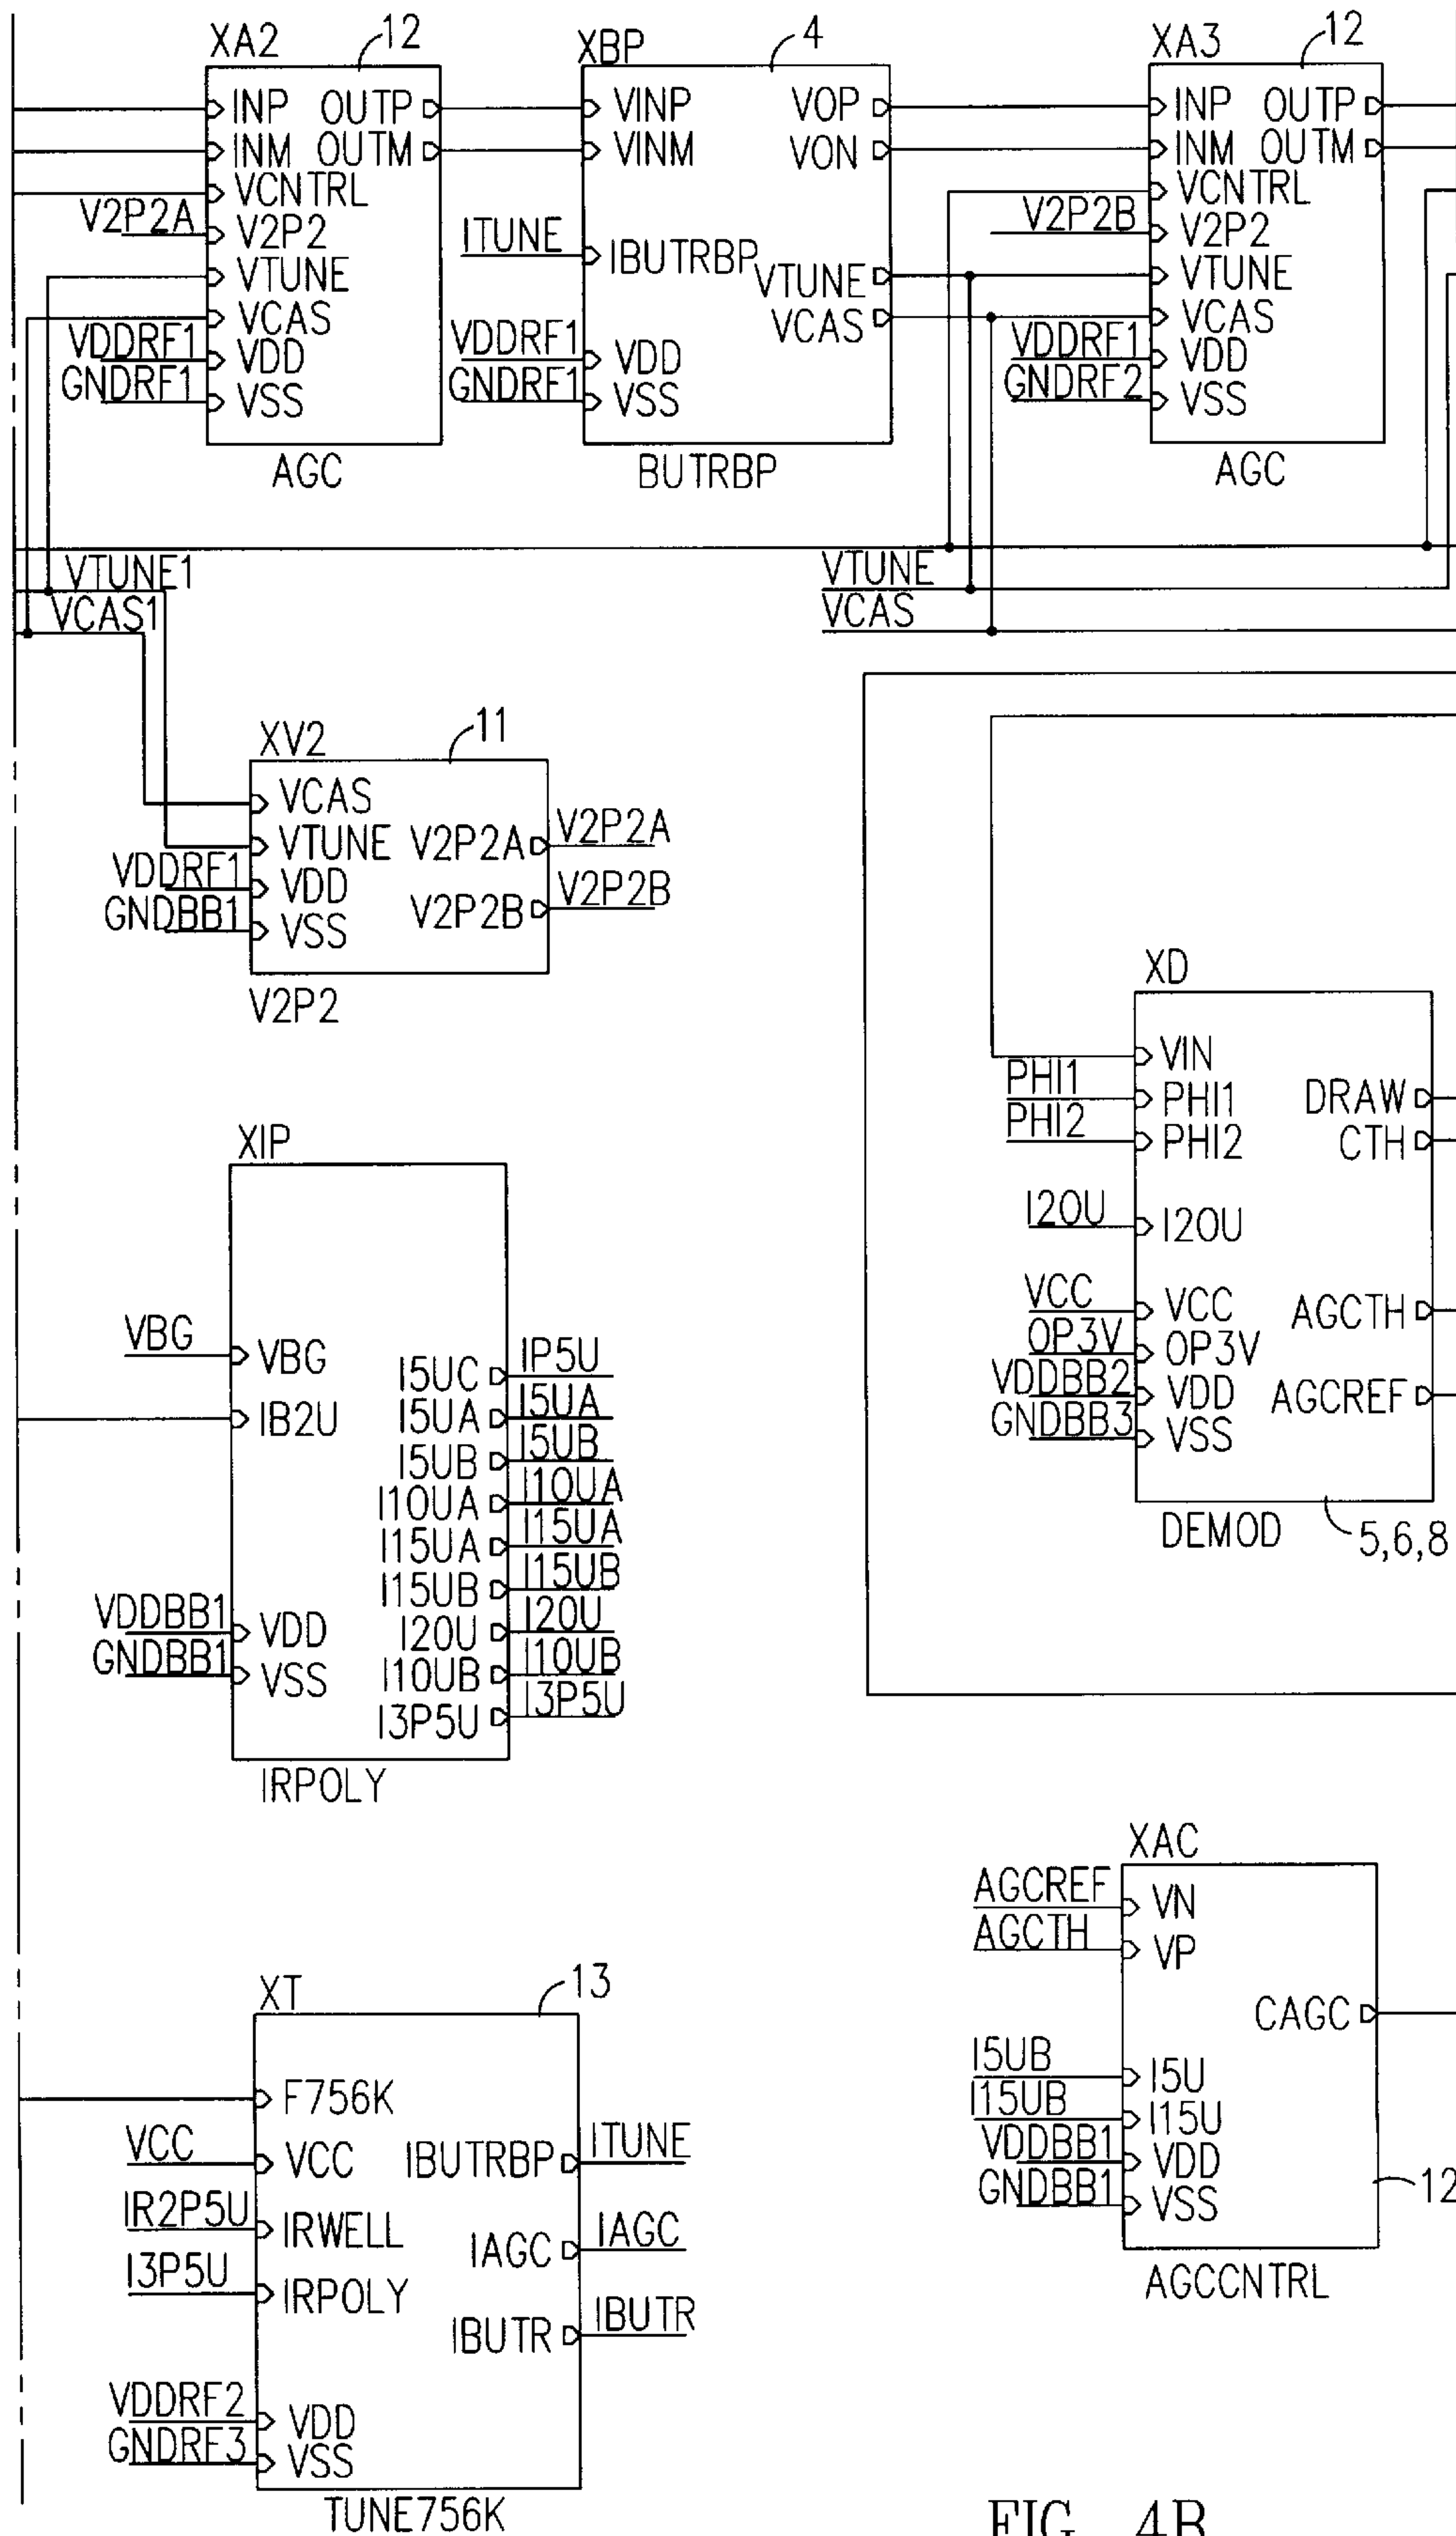 XA2
12
INP OUTP
INM OUTM
VCNTRL
V2P2A
V2P2
VTUNE
VCAS
VDDRF1
VDD
GNDRF1
VSS
AGC
XBP
4
VINP VOP
VINM VON
ITUNE
IBUTRBP
VTUNE
VCAS
VDDRF1
VDD
GNDRF1
VSS
BUTRBP
XA3
12
INP OUTP
INM OUTM
VCNTRL
V2P2B
V2P2
VTUNE
VCAS
VDDRF1
VDD
GNDRF2
VSS
AGC
VTUNE1
VCAS1
VTUNE
VCAS
XV2
11
VCAS
VTUNE V2P2A V2P2A
VDDRF1
VDD
GNDBB1
VSS
V2P2B V2P2B
V2P2
XD
VIN
PHI1
PHI1 DRAW
PHI2
PHI2 CTH
I20U
I20U
VCC
VCC AGCTH
OP3V
OP3V
VDDBB2
VDD AGCREF
GNDBB3
VSS
DEMOD
5,6,8
XIP
VBG
VBG
I5UC IP5U
IB2U
I5UA I5UA
I5UB I5UB
I10UA I10UA
I15UA I15UA
I15UB I15UB
VDDBB1
VDD
I20U I20U
GNDBB1
VSS
I10UB I10UB
I3P5U I3P5U
IRPOLY
XAC
AGCREF
VN
AGCTH
VP
CAGC
I5UB
I5U
I15UB
I15U
VDDBB1
VDD
GNDBB1
VSS
12
AGCCNTRL
XT
13
F756K
VCC
VCC
IBUTRBP ITUNE
IR2P5U
IRWELL
IAGC IAGC
I3P5U
IRPOLY
IBUTR IBUTR
VDDRF2
VDD
GNDRF3
VSS
TUNE756K
FIG. 4B